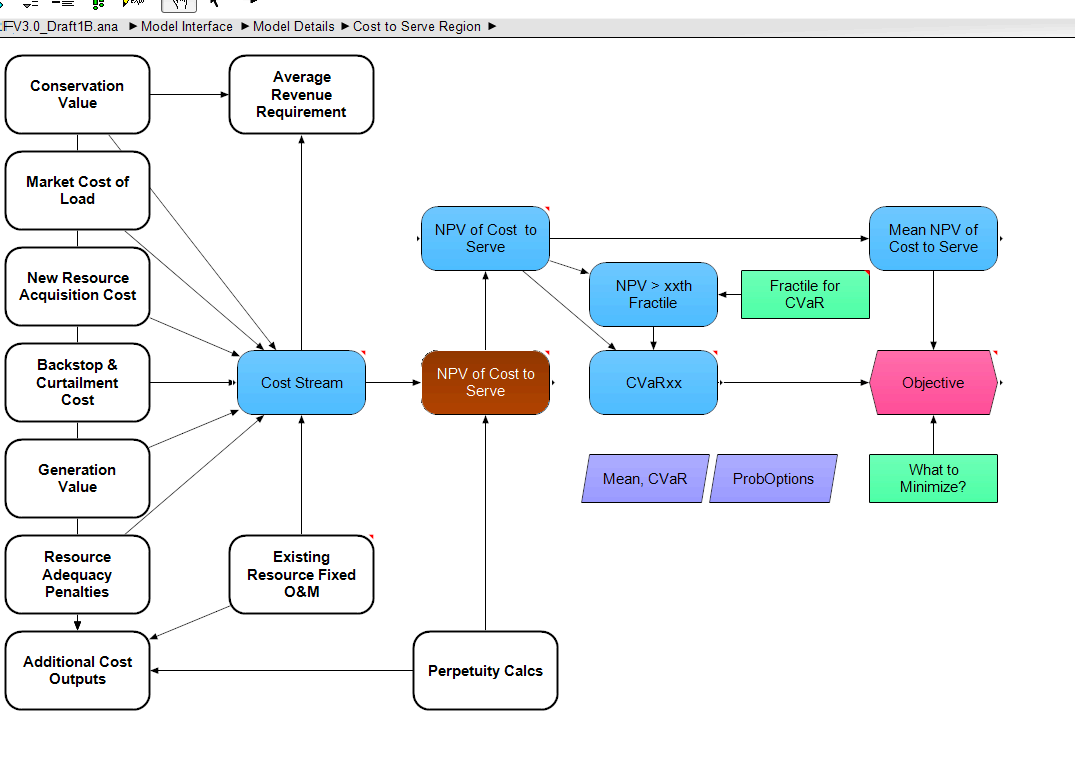 FV3.0_Draft1B.ana ▶ Model Interface ▶ Model Details ▶ Cost to Serve Region ▶
Conservation
Value
Average
Revenue
Requirement
Market Cost of
Load
New Resource
Acquisition Cost
Backstop &
Curtailment
Cost
Generation
Value
Resource
Adequacy
Penalties
Additional Cost
Outputs
Cost Stream
Existing
Resource Fixed
O&M
NPV of Cost to
Serve
NPV of Cost to
Serve
Perpetuity Calcs
NPV > xxth
Fractile
Fractile for
CVaR
CVaRxx
Mean, CVaR
ProbOptions
Mean NPV of
Cost to Serve
Objective
What to
Minimize?